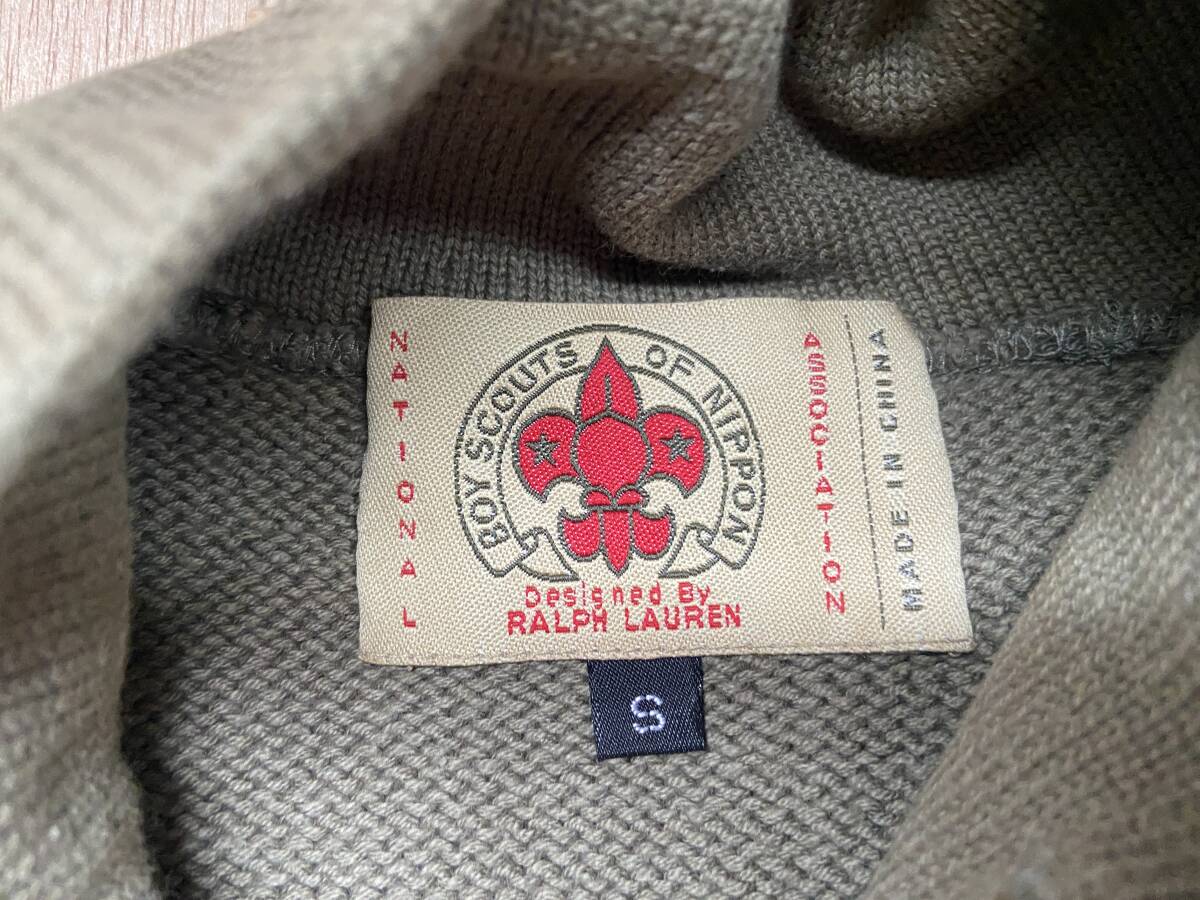 NATIONAL
BOY SCOUTS OF NIPPON
Designed By
RALPH LAUREN
ASSOCIATION
MADE IN CHINA
S